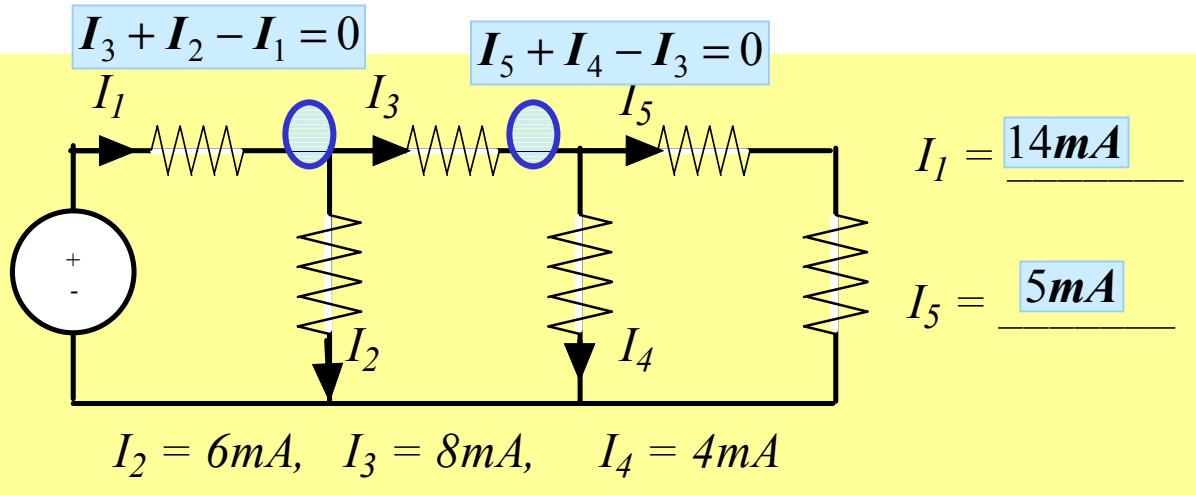 I₃ + I₂ − I₁ = 0
I₅ + I₄ − I₃ = 0
I₁
I₃
I₅
I₁ = 14mA
+
-
I₅ = 5mA
I₂
I₄
I₂ = 6mA, I₃ = 8mA, I₄ = 4mA